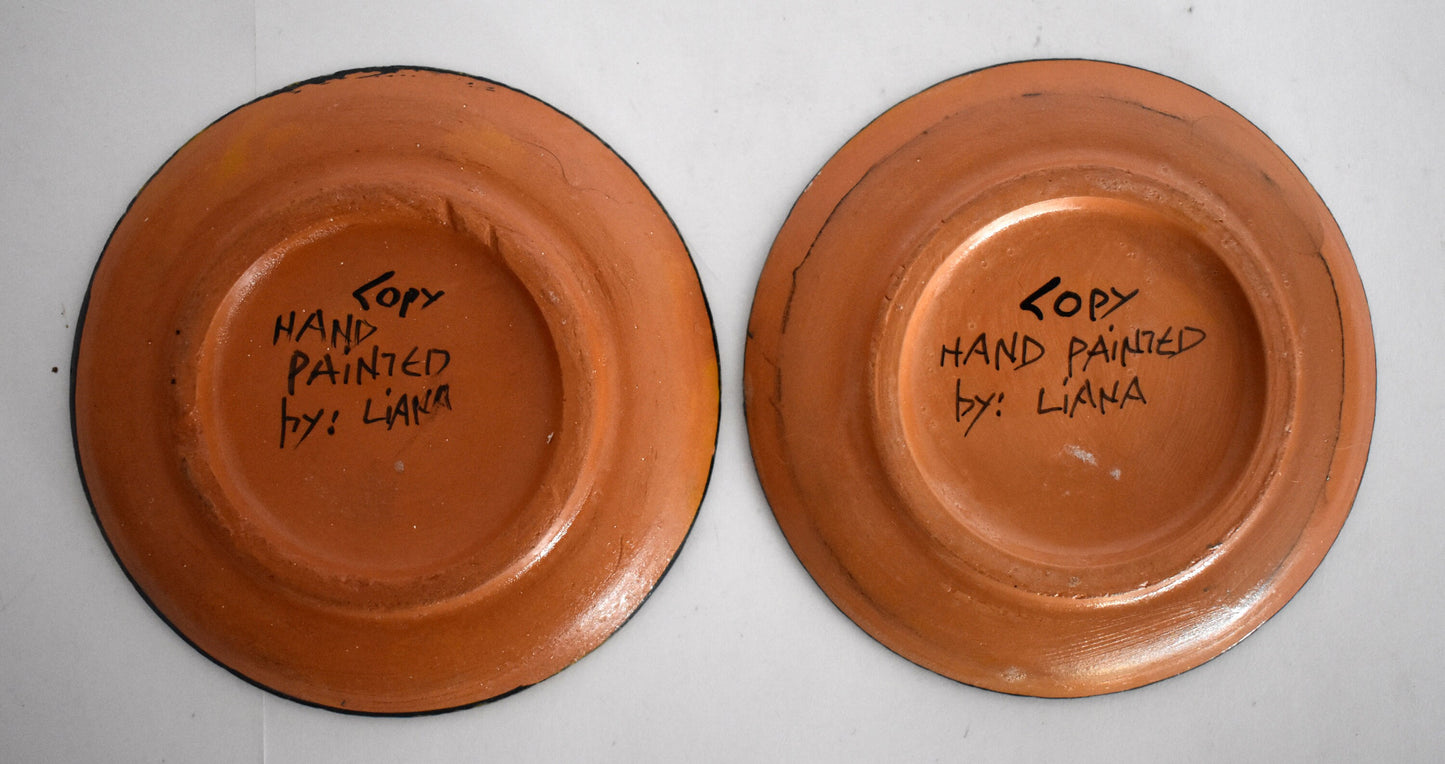 Copy
HAND
PAiNTED
by: LiANA
Copy
HAND PAiNTED
by: LiANA